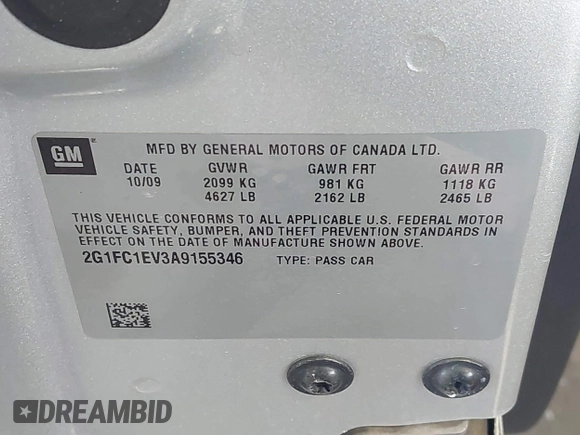 GM
MFD BY GENERAL MOTORS OF CANADA LTD.
DATE GVWR GAWR FRT GAWR RR
10/09 2099 KG 981 KG 1118 KG
4627 LB 2162 LB 2465 LB
THIS VEHICLE CONFORMS TO ALL APPLICABLE U.S. FEDERAL MOTOR
VEHICLE SAFETY, BUMPER, AND THEFT PREVENTION STANDARDS IN
EFFECT ON THE DATE OF MANUFACTURE SHOWN ABOVE.
2G1FC1EV3A9155346 TYPE: PASS CAR
DREAMBID